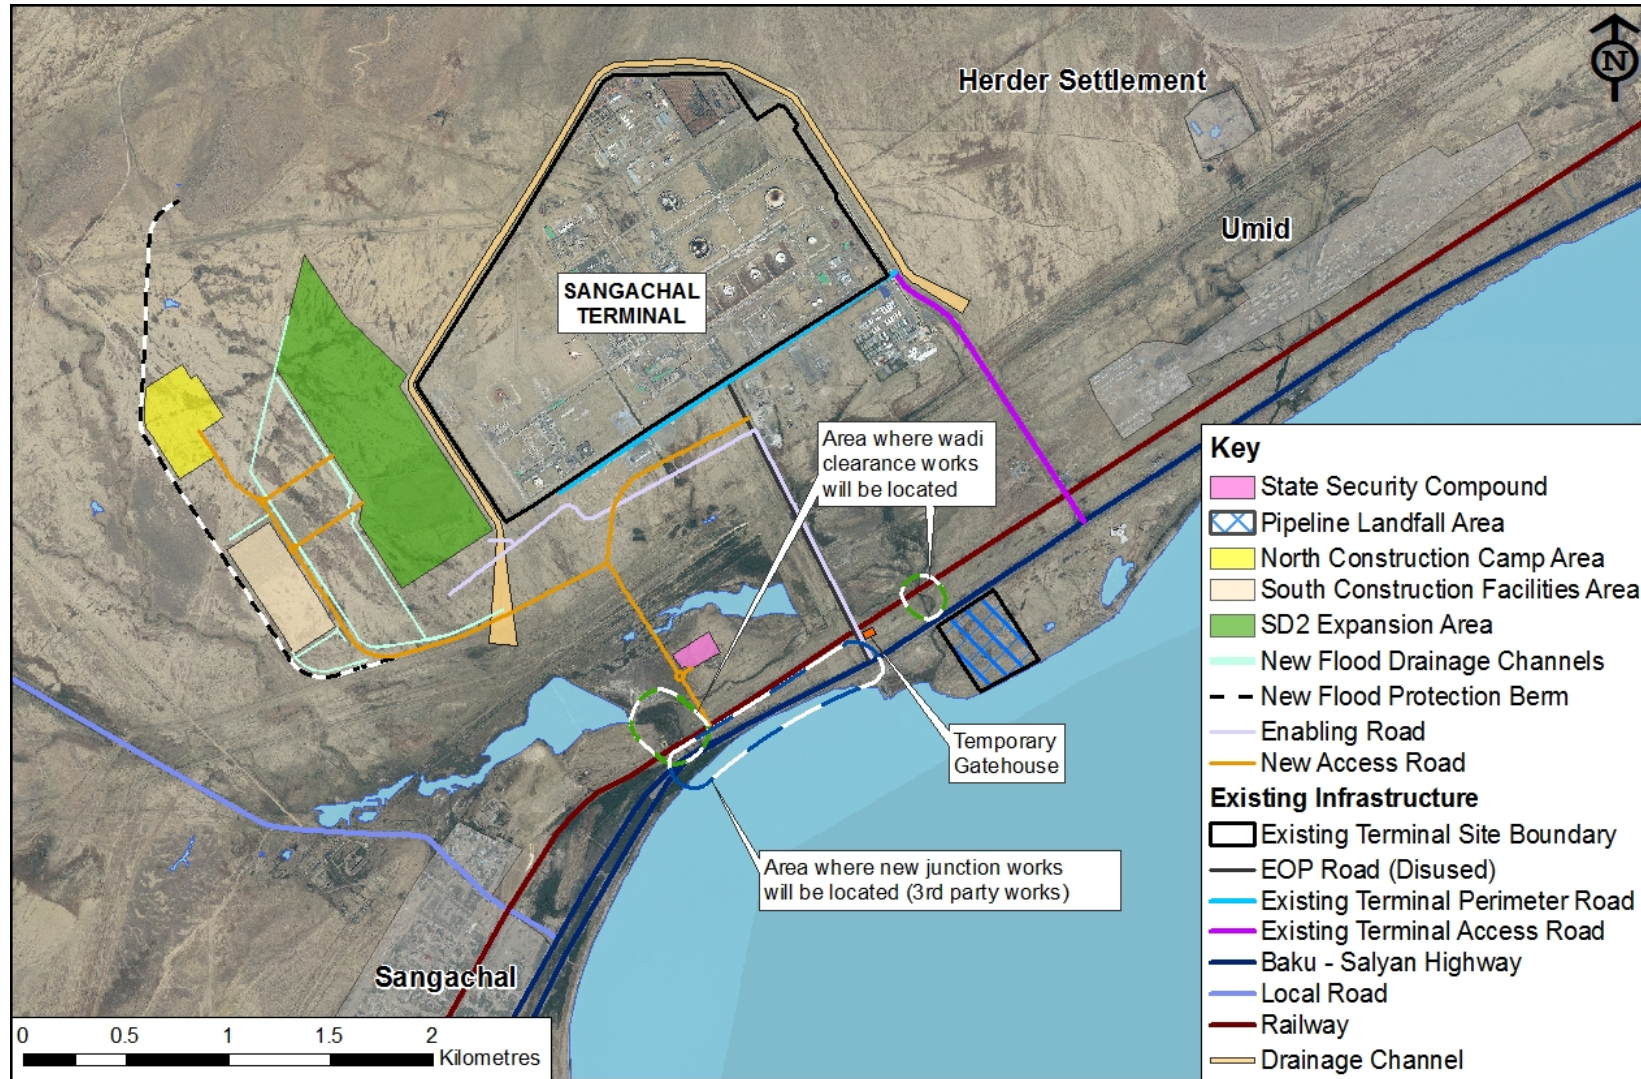 N
Herder Settlement
Umid
SANGACHAL
TERMINAL
Area where wadi
clearance works
will be located
Temporary
Gatehouse
Area where new junction works
will be located (3rd party works)
Sangachal
0 0.5 1 1.5 2
Kilometres
Key
State Security Compound
Pipeline Landfall Area
North Construction Camp Area
South Construction Facilities Area
SD2 Expansion Area
New Flood Drainage Channels
New Flood Protection Berm
Enabling Road
New Access Road
Existing Infrastructure
Existing Terminal Site Boundary
EOP Road (Disused)
Existing Terminal Perimeter Road
Existing Terminal Access Road
Baku - Salyan Highway
Local Road
Railway
Drainage Channel